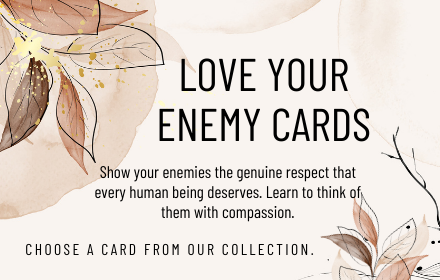 LOVE YOUR
ENEMY CARDS
Show your enemies the genuine respect that
every human being deserves. Learn to think of
them with compassion.
CHOOSE A CARD FROM OUR COLLECTION.